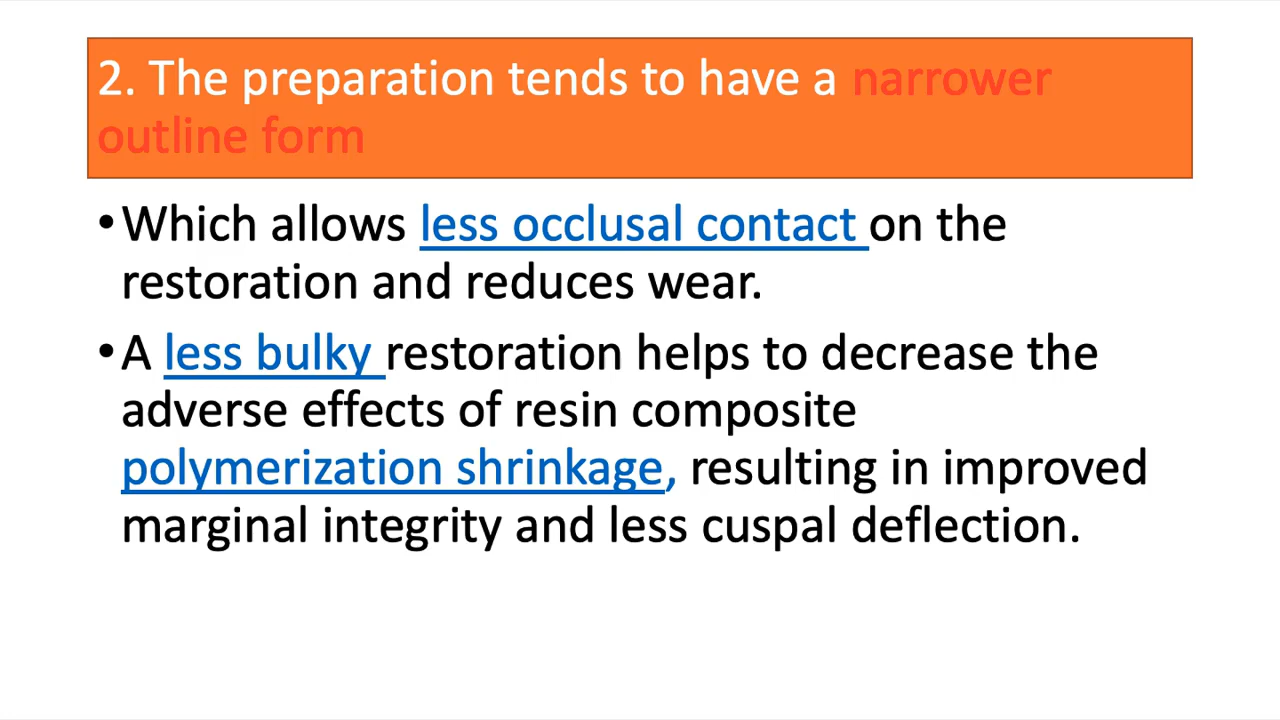 2. The preparation tends to have a narrower
outline form
•Which allows less occlusal contact on the
restoration and reduces wear.
•A less bulky restoration helps to decrease the
adverse effects of resin composite
polymerization shrinkage, resulting in improved
marginal integrity and less cuspal deflection.